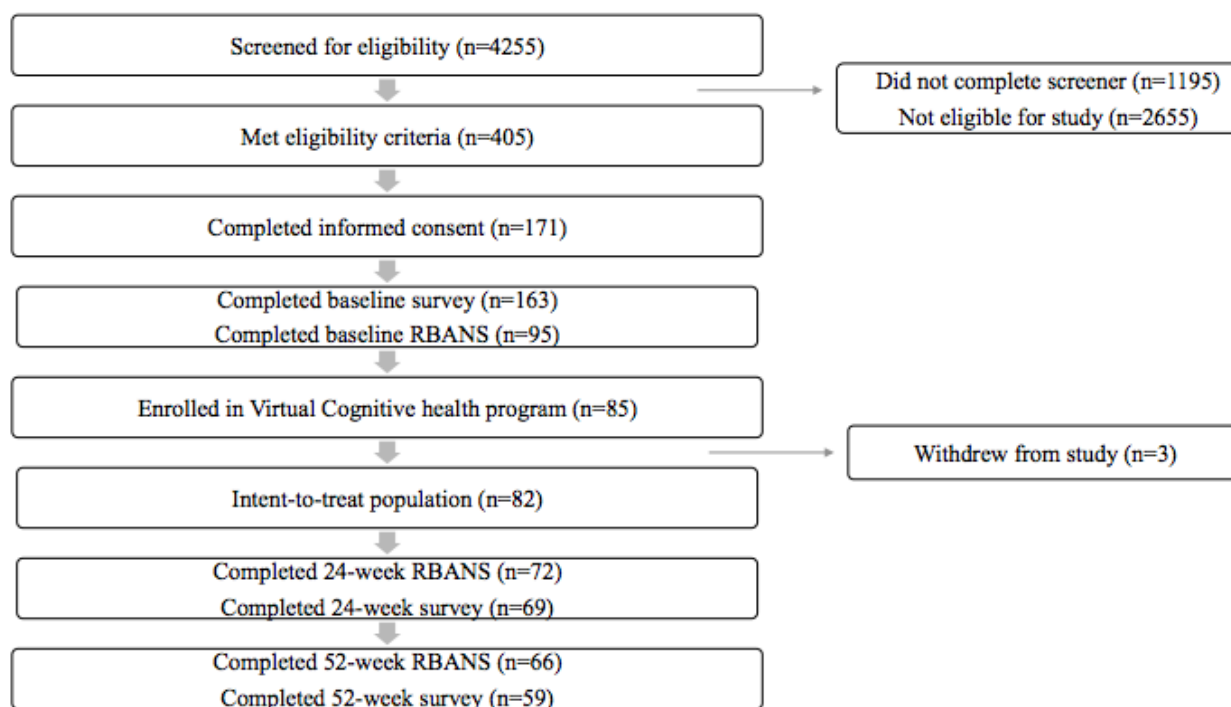 Screened for eligibility (n=4255)
Did not complete screener (n=1195)
Not eligible for study (n=2655)
Met eligibility criteria (n=405)
Completed informed consent (n=171)
Completed baseline survey (n=163)
Completed baseline RBANS (n=95)
Enrolled in Virtual Cognitive health program (n=85)
Withdrew from study (n=3)
Intent-to-treat population (n=82)
Completed 24-week RBANS (n=72)
Completed 24-week survey (n=69)
Completed 52-week RBANS (n=66)
Completed 52-week survey (n=59)